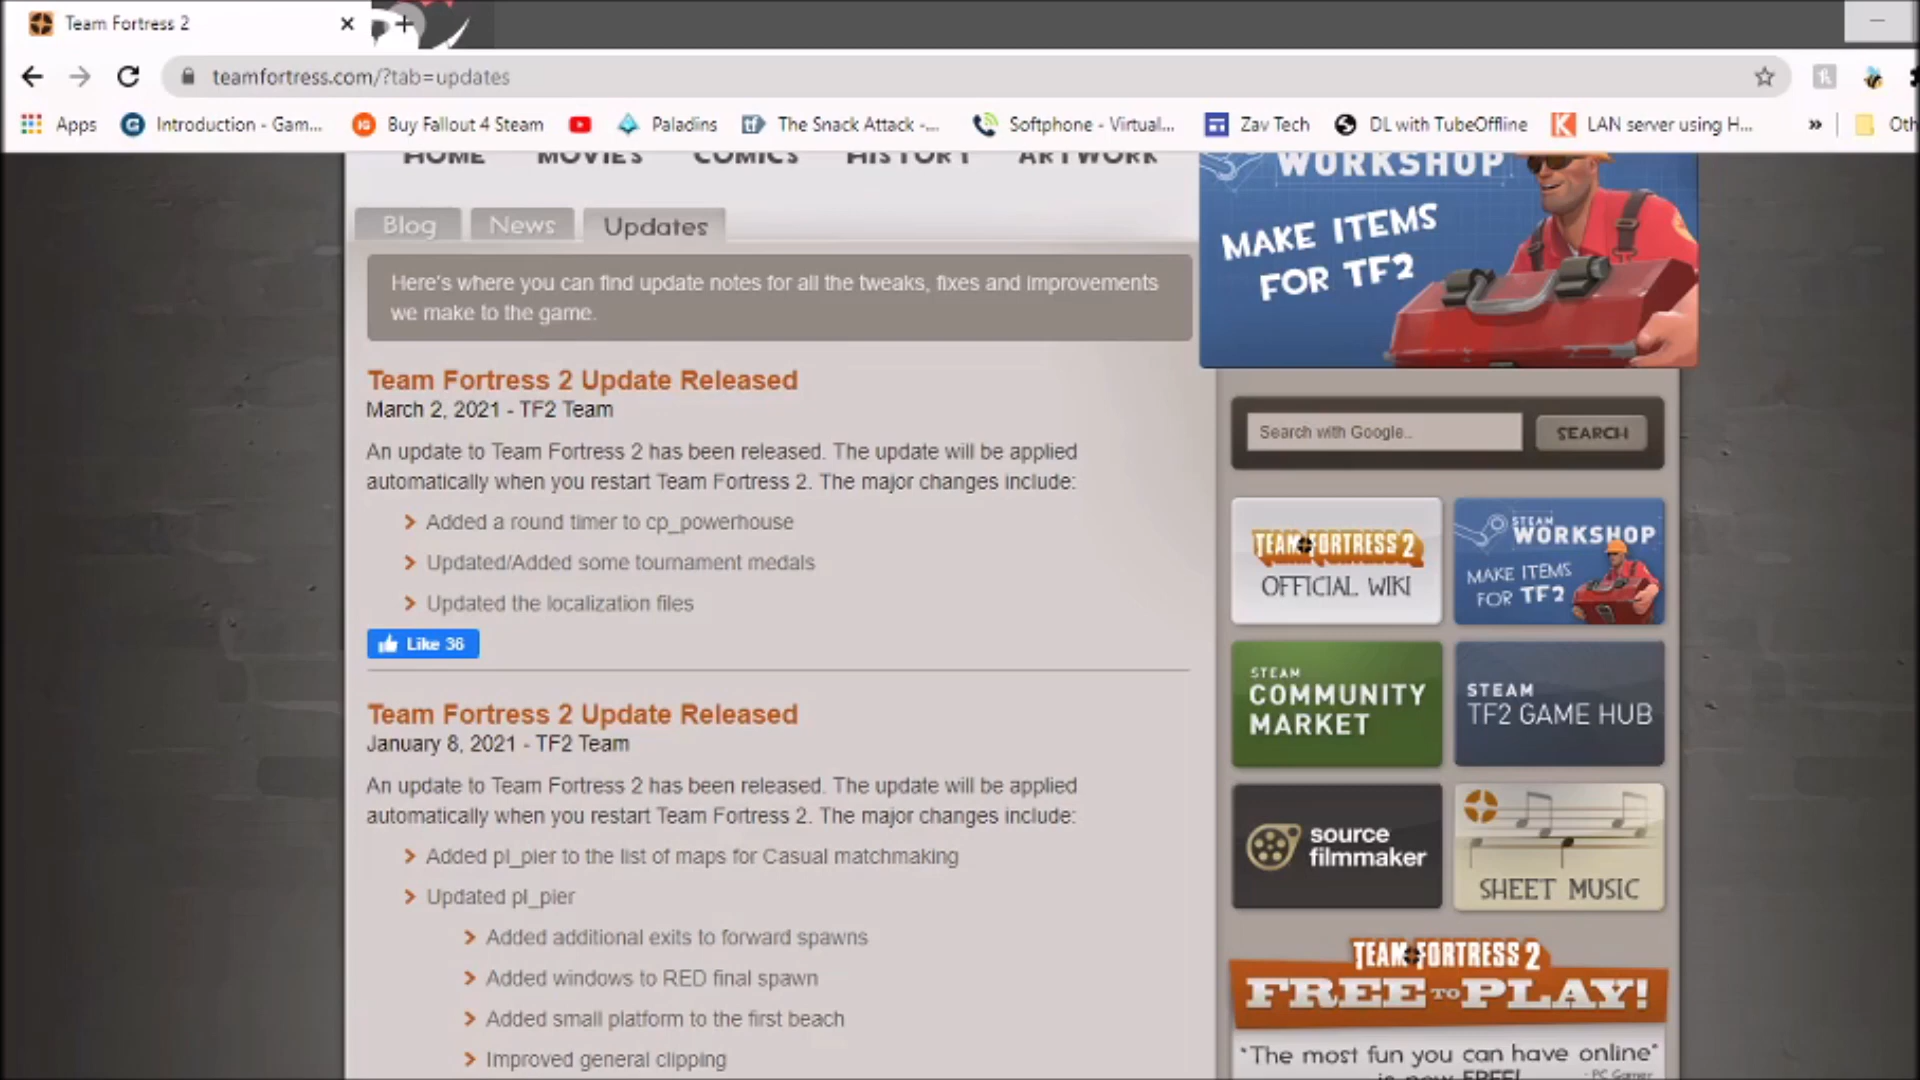 Team Fortress 2
teamfortress.com/?tab=updates
Apps Introduction - Gam... Buy Fallout 4 Steam Paladins The Snack Attack -... Softphone - Virtual... Zav Tech DL with TubeOffline LAN server using H... » Oth
HOME MOVIES COMICS HISTORY ARTWORK
WORKSHOP
MAKE ITEMS
FOR TF2
Blog News Updates
Here's where you can find update notes for all the tweaks, fixes and improvements
we make to the game.
Team Fortress 2 Update Released
March 2, 2021 - TF2 Team
An update to Team Fortress 2 has been released. The update will be applied
automatically when you restart Team Fortress 2. The major changes include:
Added a round timer to cp_powerhouse
Updated/Added some tournament medals
Updated the localization files
Like 36
Team Fortress 2 Update Released
January 8, 2021 - TF2 Team
An update to Team Fortress 2 has been released. The update will be applied
automatically when you restart Team Fortress 2. The major changes include:
Added pl_pier to the list of maps for Casual matchmaking
Updated pl_pier
Added additional exits to forward spawns
Added windows to RED final spawn
Added small platform to the first beach
Improved general clipping
Search with Google..
SEARCH
TEAM FORTRESS 2
OFFICIAL WIKI
STEAM
WORKSHOP
MAKE ITEMS
FOR TF2
STEAM
COMMUNITY
MARKET
STEAM
TF2 GAME HUB
source
filmmaker
SHEET MUSIC
TEAM FORTRESS 2
FREE TO PLAY!
"The most fun you can have online"
- PC Gamer
is now FREE!